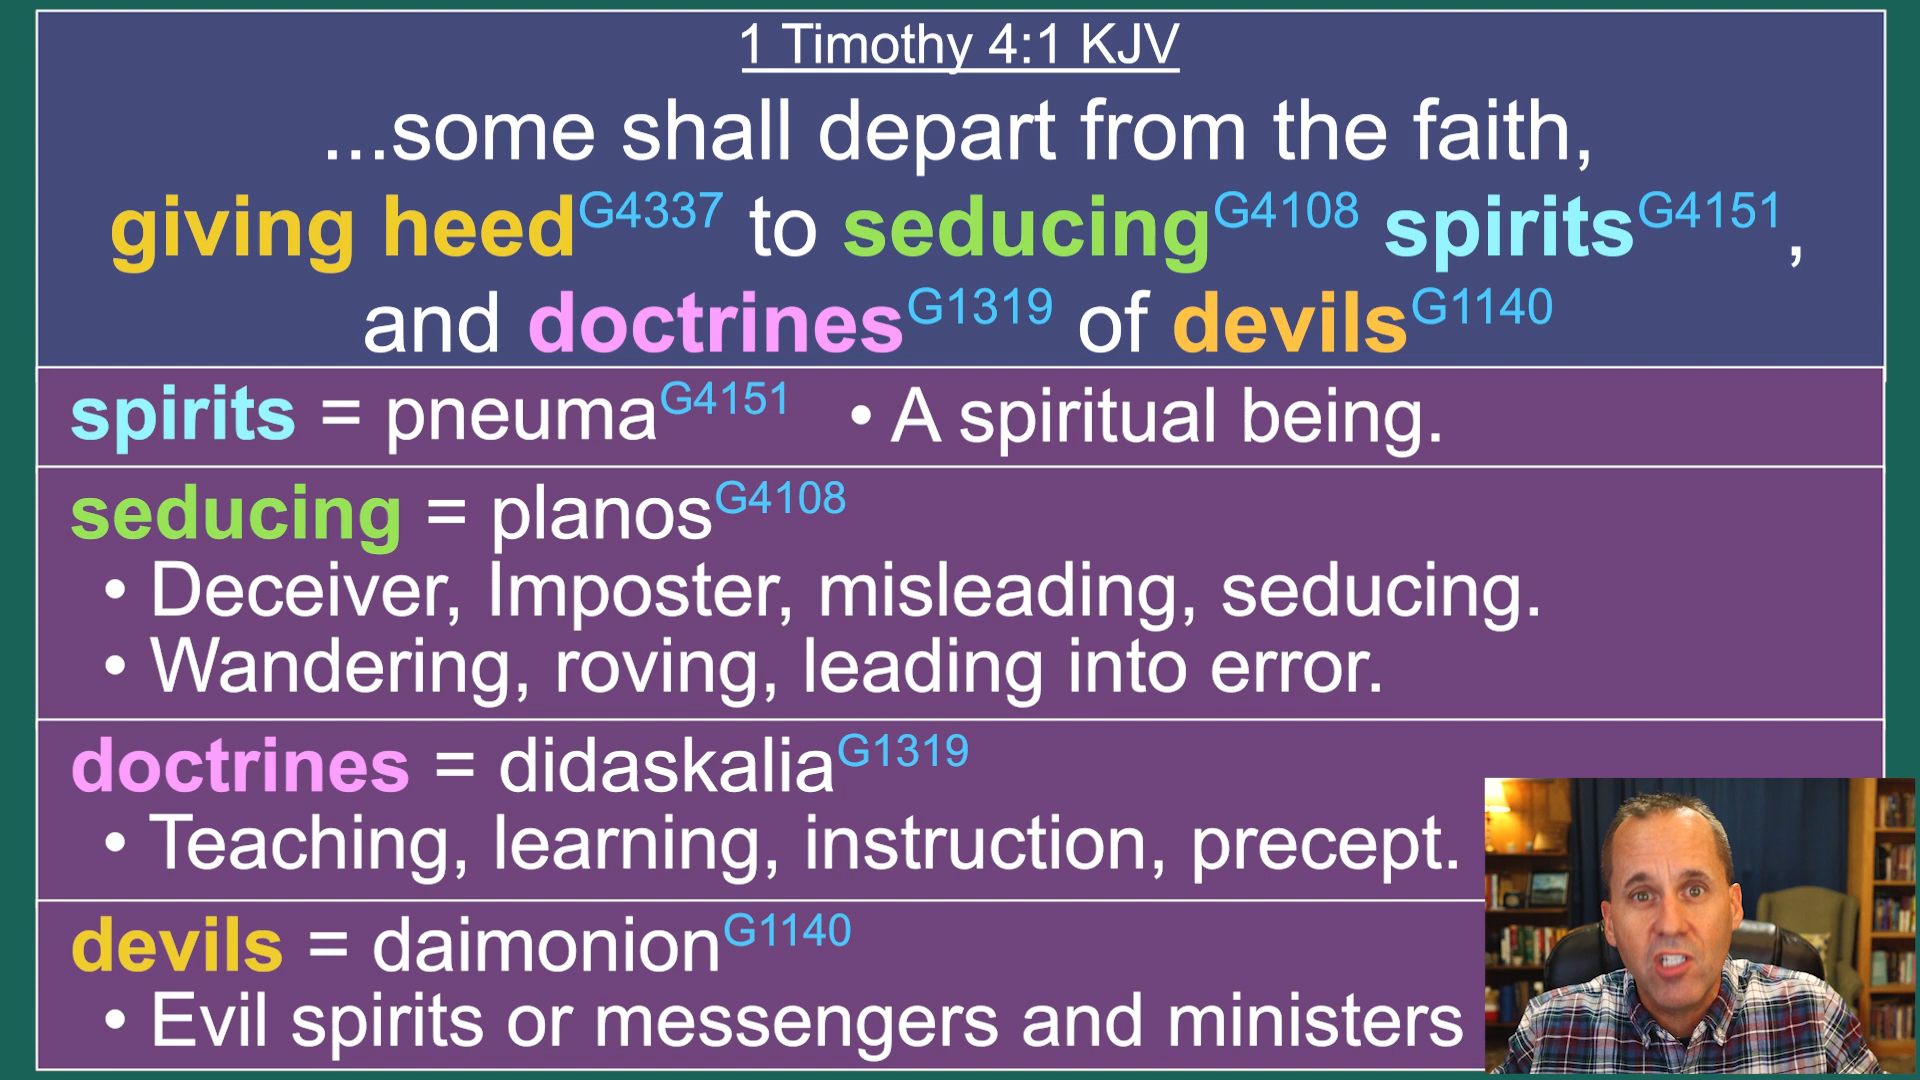 1 Timothy 4:1 KJV
...some shall depart from the faith,
giving heedG4337 to seducingG4108 spiritsG4151,
and doctrinesG1319 of devilsG1140
spirits = pneumaG4151 • A spiritual being.
seducing = planosG4108
• Deceiver, Imposter, misleading, seducing.
• Wandering, roving, leading into error.
doctrines = didaskaliaG1319
• Teaching, learning, instruction, precept.
devils = daimonionG1140
• Evil spirits or messengers and ministers